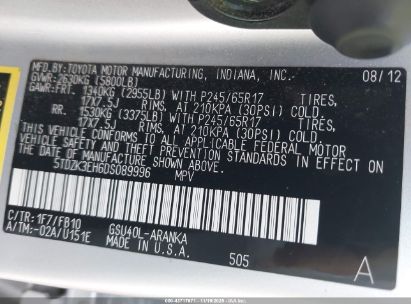 MFD.BY:TOYOTA MOTOR MANUFACTURING, INDIANA, INC. 08/12
GVWR:2630KG (5800LB)
GAWR:FRT. 1340KG (2955LB) WITH P245/65R17 TIRES,
17X7.5J RIMS, AT 210KPA (30PSI) COLD.
RR. 1530KG (3375LB) WITH P245/65R17 TIRES,
17X7.5J RIMS, AT 210KPA (30PSI) COLD.
THIS VEHICLE CONFORMS TO ALL APPLICABLE FEDERAL MOTOR
VEHICLE SAFETY AND THEFT PREVENTION STANDARDS IN
EFFECT ON THE DATE OF MANUFACTURE SHOWN ABOVE.
5TDZK3EH6DS089996 MPV
C/TR:1F7/FB10 GSU40L-ARANKA
A/TM:-02A/U151E
MADE IN U.S.A. 505 A